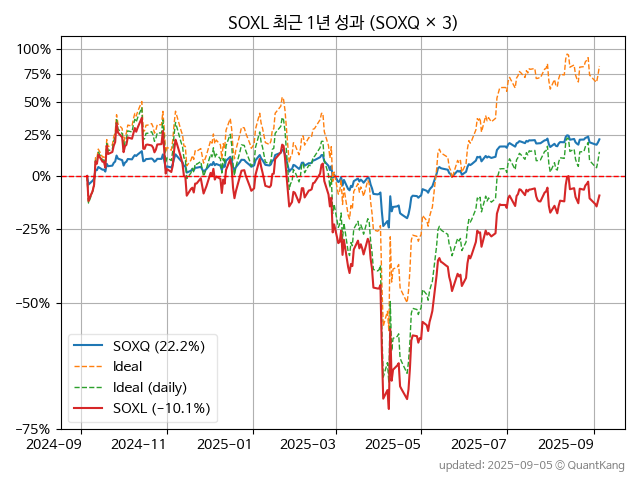 SOXL 최근 1년 성과 (SOXQ × 3)
100%
75%
50%
25%
0%
−25%
−50%
−75%
SOXQ (22.2%)
Ideal
Ideal (daily)
SOXL (−10.1%)
2024-09 2024-11 2025-01 2025-03 2025-05 2025-07 2025-09
updated: 2025-09-05 © QuantKang